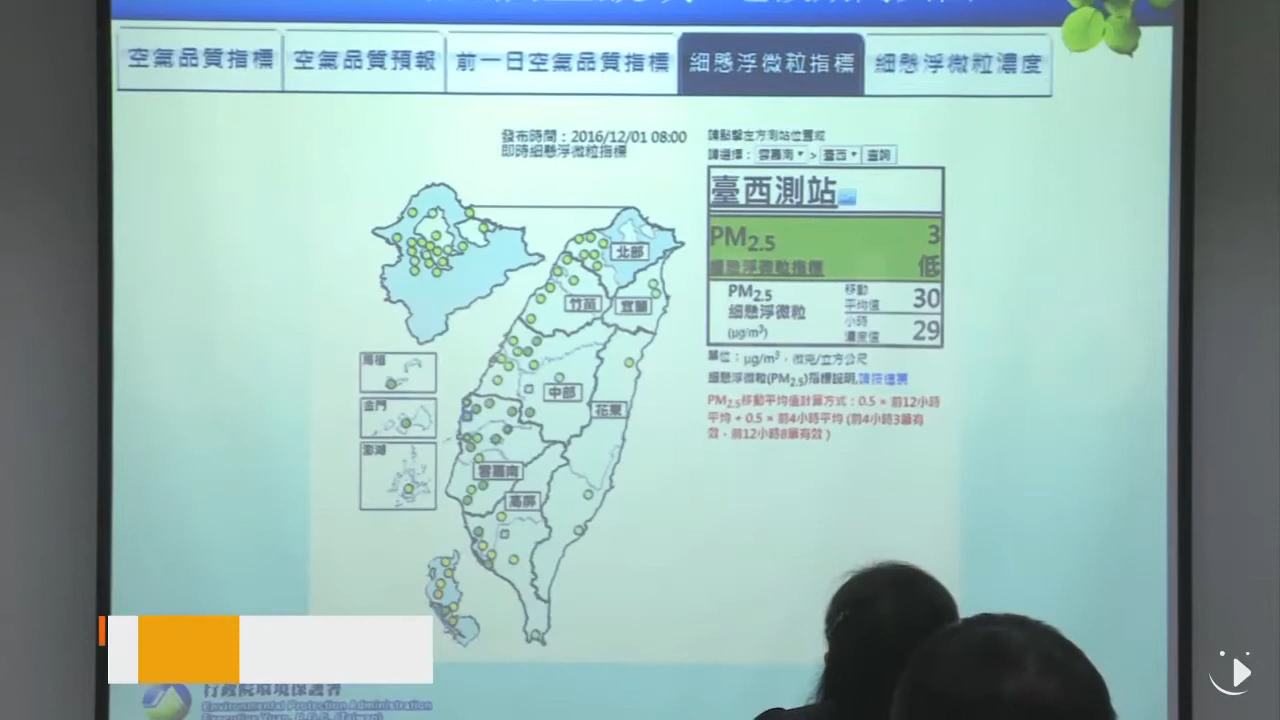 空氣品質指標
空氣品質預報
前一日空氣品質指標
細懸浮微粒指標
細懸浮微粒濃度
發布時間：2016/12/01 08:00
即時細懸浮微粒指標
請點擊左方測站位置或
請選擇： 雲嘉南 > 臺西 查詢
臺西測站
PM2.5 3
細懸浮微粒指標 低
PM2.5
細懸浮微粒
(μg/m³)
移動
平均值 30
小時
濃度值 29
單位：μg/m³，微克/立方公尺
細懸浮微粒(PM2.5)指標說明,請按這裏
PM2.5移動平均值計算方式：0.5 × 前12小時
平均 + 0.5 × 前4小時平均 (前4小時3筆有
效，前12小時8筆有效)
北部
竹苗
宜蘭
中部
花東
雲嘉南
高屏
馬祖
金門
澎湖
行政院環境保護署
Environmental Protection Administration
Executive Yuan, R.O.C. (Taiwan)